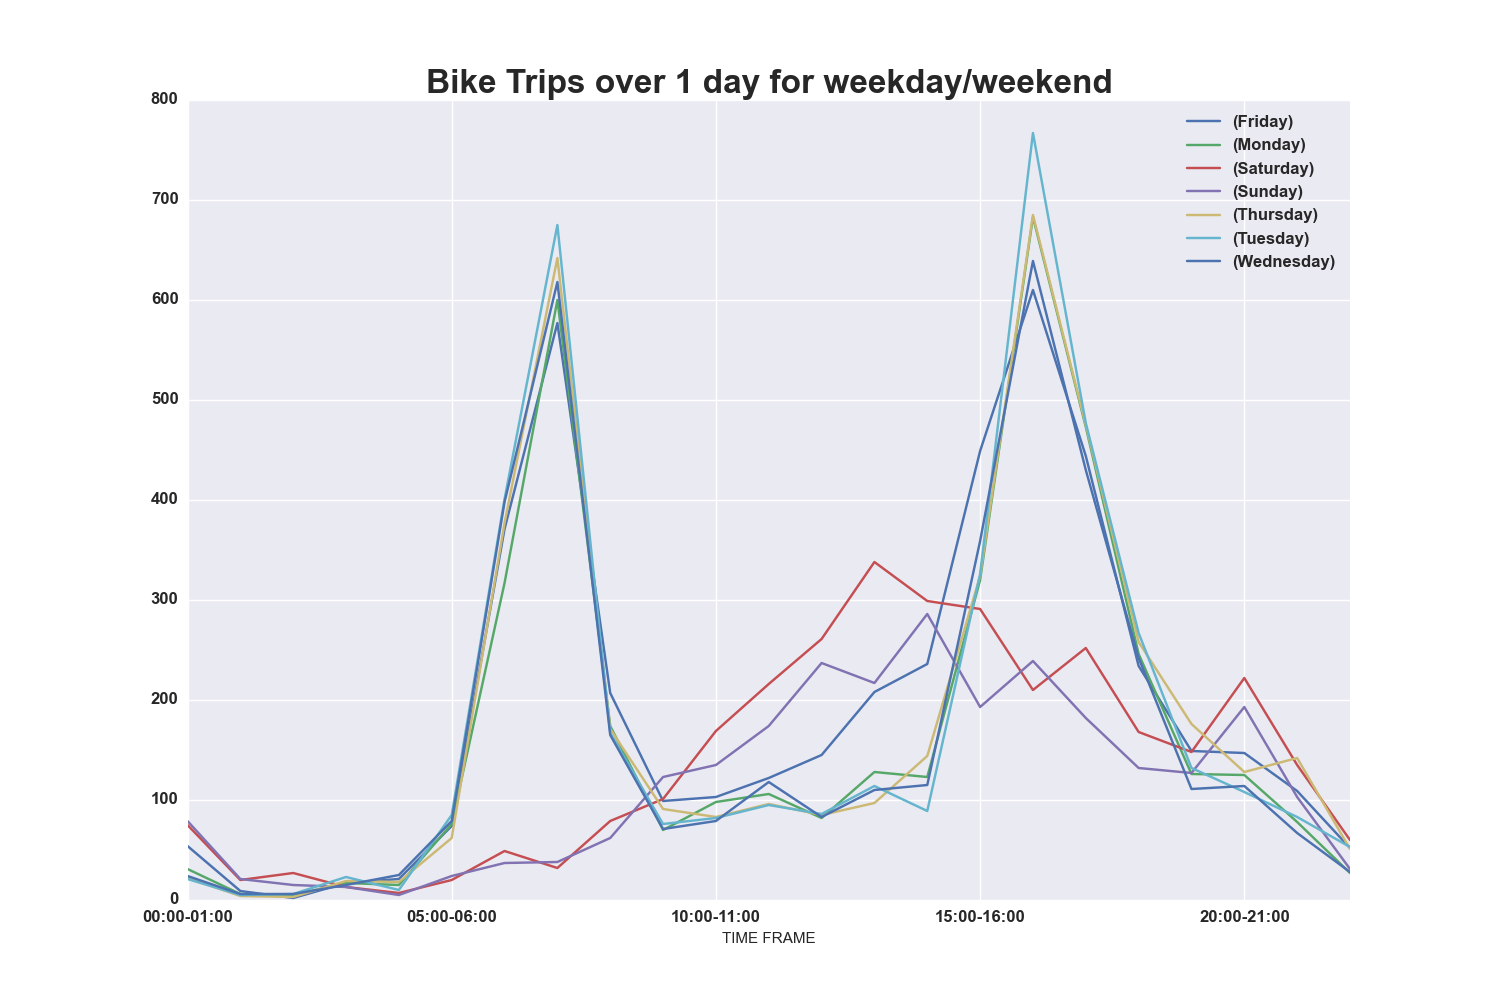 Bike Trips over 1 day for weekday/weekend
800
700
600
500
400
300
200
100
0
(Friday)
(Monday)
(Saturday)
(Sunday)
(Thursday)
(Tuesday)
(Wednesday)
00:00-01:00 05:00-06:00 10:00-11:00 15:00-16:00 20:00-21:00
TIME FRAME